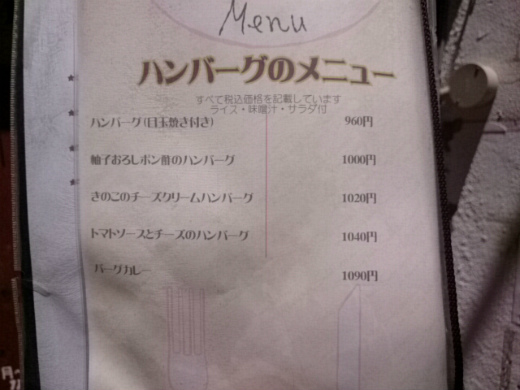 Menu
ハンバーグのメニュー
すべて税込価格を記載しています
ライス・味噌汁・サラダ付
ハンバーグ(目玉焼き付き) 960円
柚子おろしポン酢のハンバーグ 1000円
きのこのチーズクリームハンバーグ 1020円
トマトソースとチーズのハンバーグ 1040円
バーグカレー 1090円